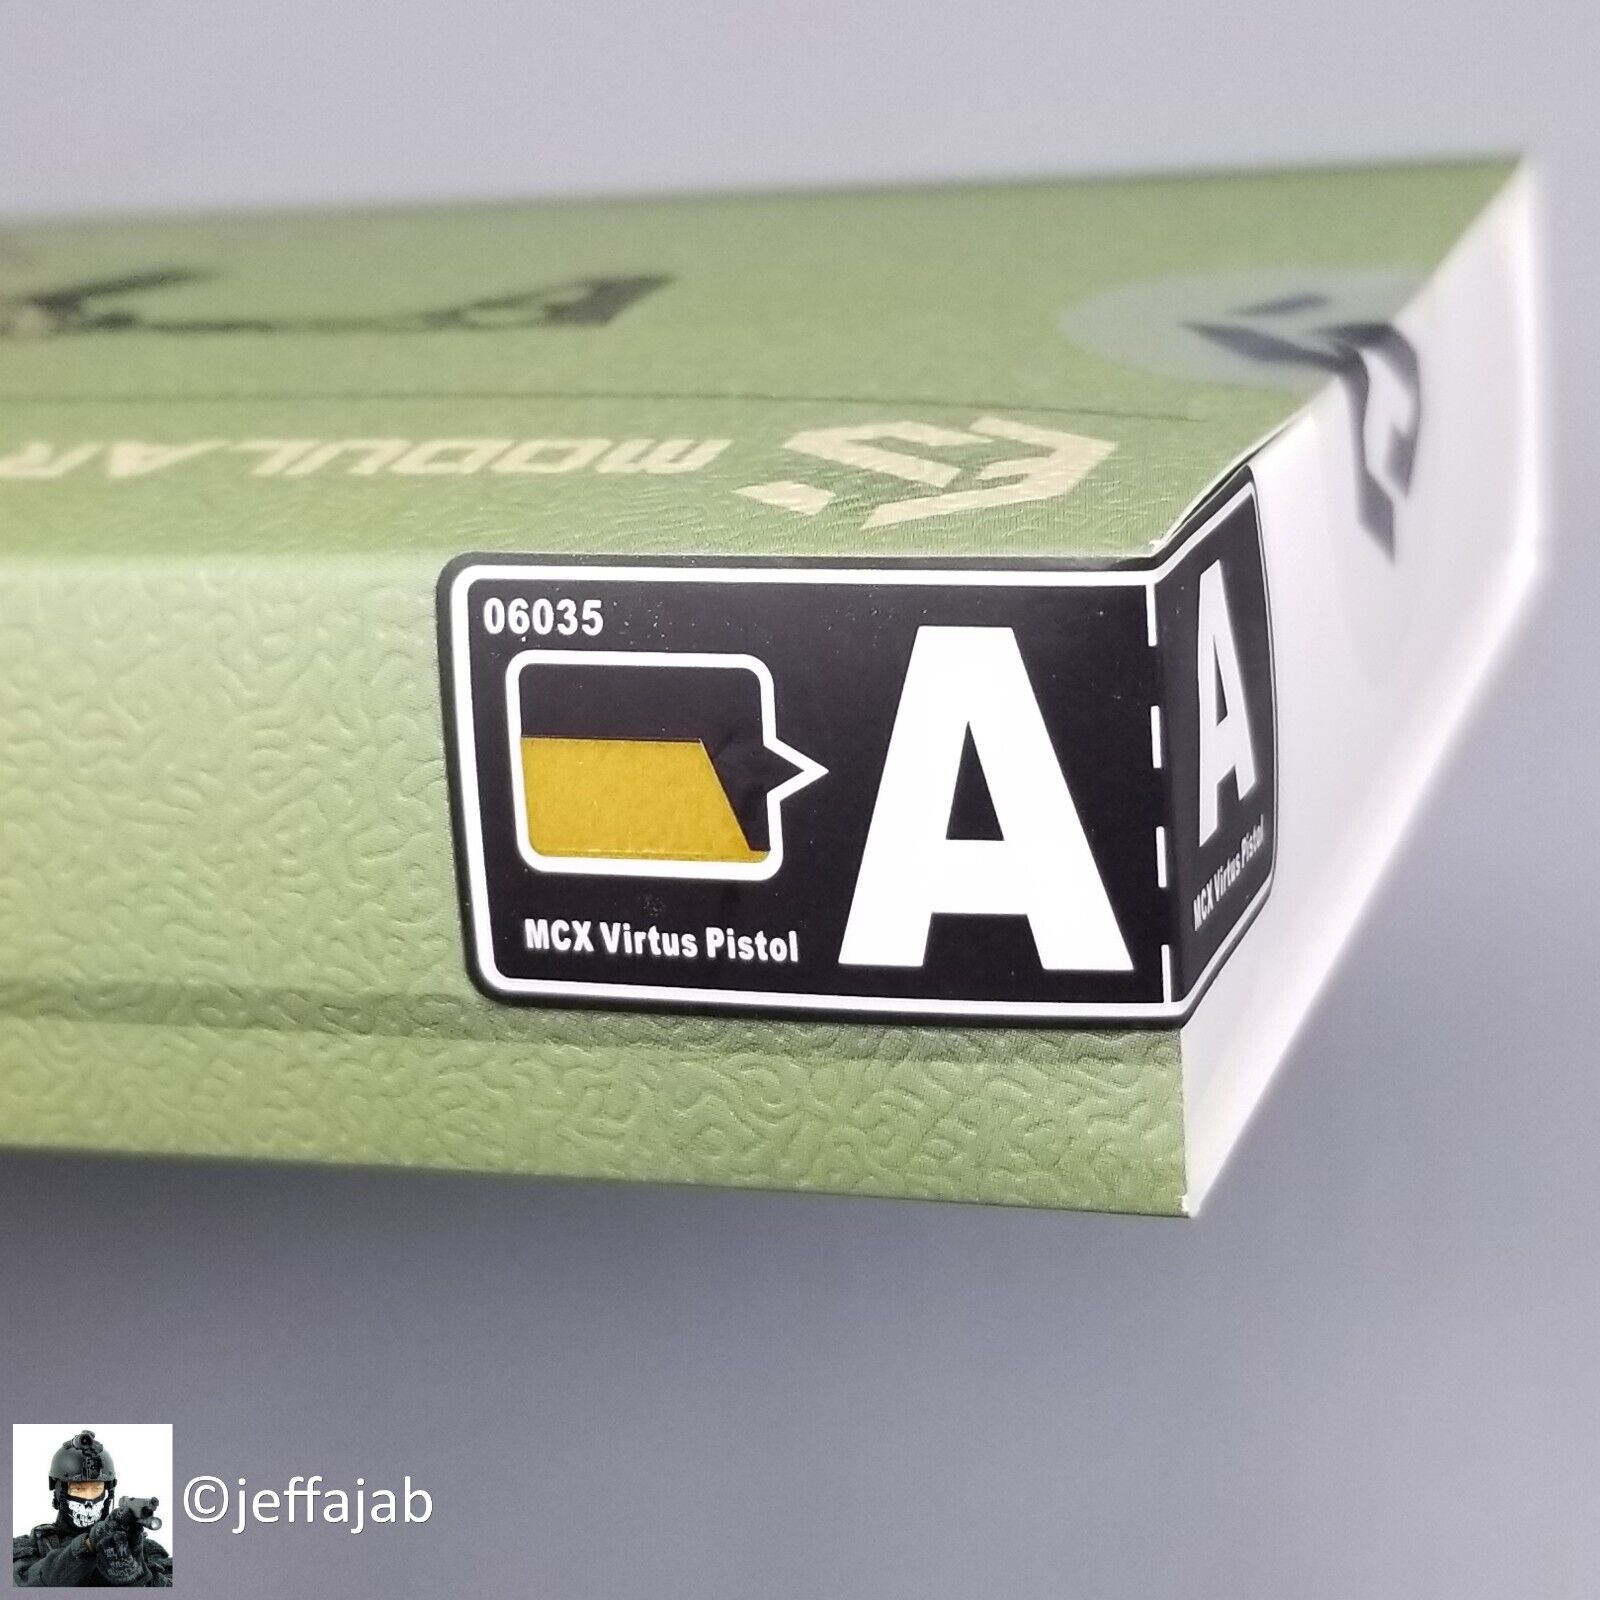 MODULAR
06035
A
MCX Virtus Pistol
A
MCX Virtus Pistol
©jeffajab